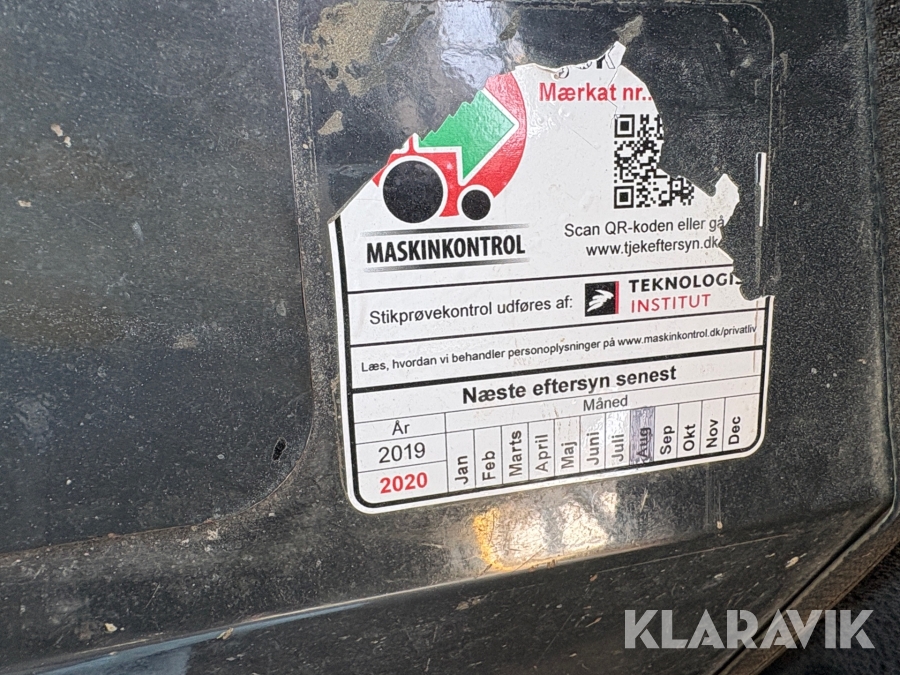 Mærkat nr..
Scan QR-koden eller gå
www.tjekeftersyn.dk
MASKINKONTROL
Stikprøvekontrol udføres af:
TEKNOLOGIS
INSTITUT
Læs, hvordan vi behandler personoplysninger på www.maskinkontrol.dk/privatliv
Næste eftersyn senest
År
Måned
2019
2020
Jan
Feb
Marts
April
Maj
Juni
Juli
Aug
Sep
Okt
Nov
Dec
KLARAVIK